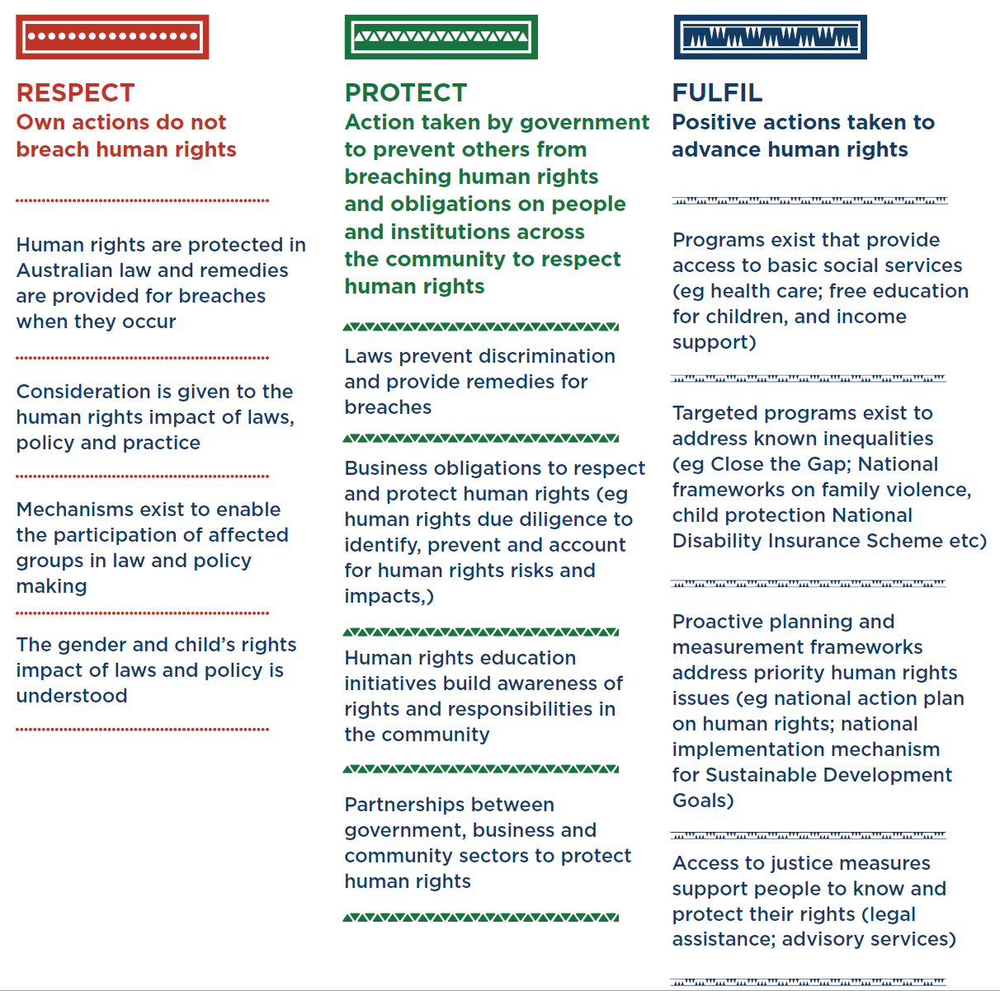 RESPECT
Own actions do not
breach human rights
Human rights are protected in
Australian law and remedies
are provided for breaches
when they occur
Consideration is given to the
human rights impact of laws,
policy and practice
Mechanisms exist to enable
the participation of affected
groups in law and policy
making
The gender and child’s rights
impact of laws and policy is
understood
PROTECT
Action taken by government
to prevent others from
breaching human rights
and obligations on people
and institutions across
the community to respect
human rights
Laws prevent discrimination
and provide remedies for
breaches
Business obligations to respect
and protect human rights (eg
human rights due diligence to
identify, prevent and account
for human rights risks and
impacts,)
Human rights education
initiatives build awareness of
rights and responsibilities in
the community
Partnerships between
government, business and
community sectors to protect
human rights
FULFIL
Positive actions taken to
advance human rights
Programs exist that provide
access to basic social services
(eg health care; free education
for children, and income
support)
Targeted programs exist to
address known inequalities
(eg Close the Gap; National
frameworks on family violence,
child protection National
Disability Insurance Scheme etc)
Proactive planning and
measurement frameworks
address priority human rights
issues (eg national action plan
on human rights; national
implementation mechanism
for Sustainable Development
Goals)
Access to justice measures
support people to know and
protect their rights (legal
assistance; advisory services)